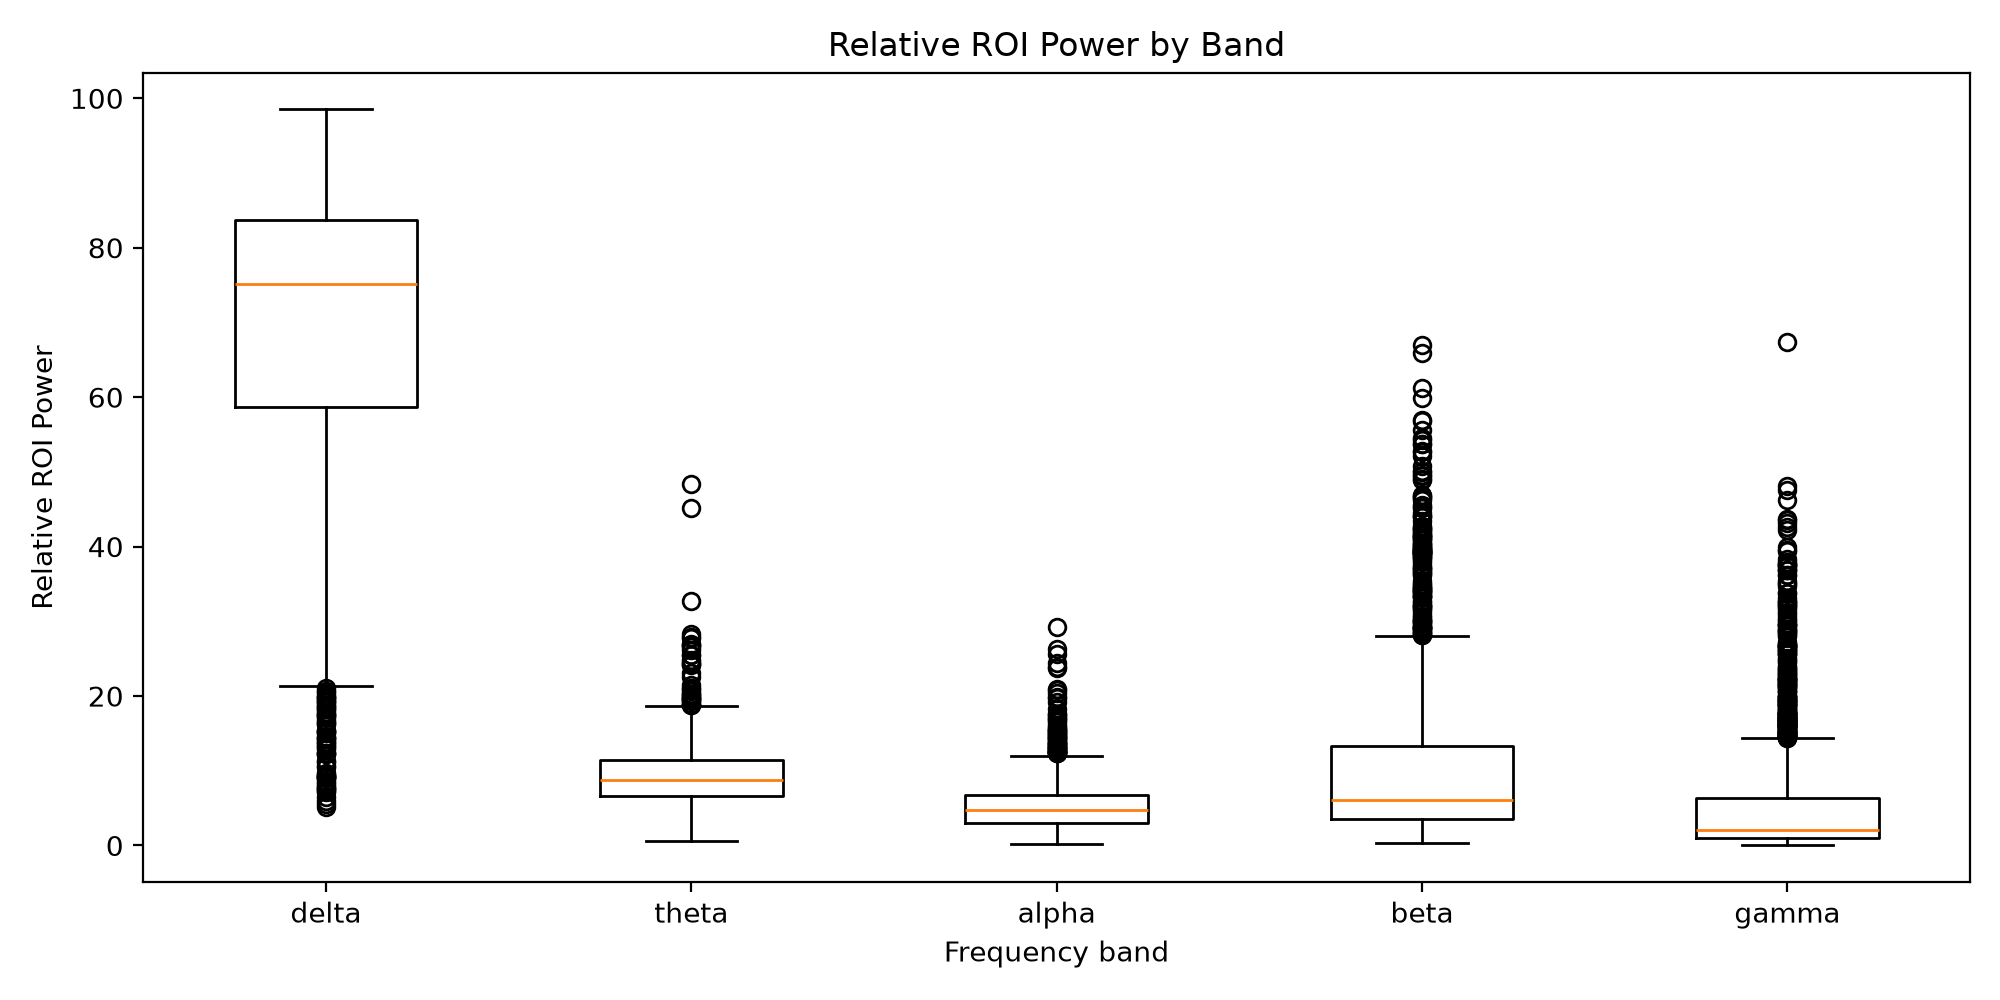 Relative ROI Power by Band
Relative ROI Power
100
80
60
40
20
0
delta
theta
alpha
beta
gamma
Frequency band